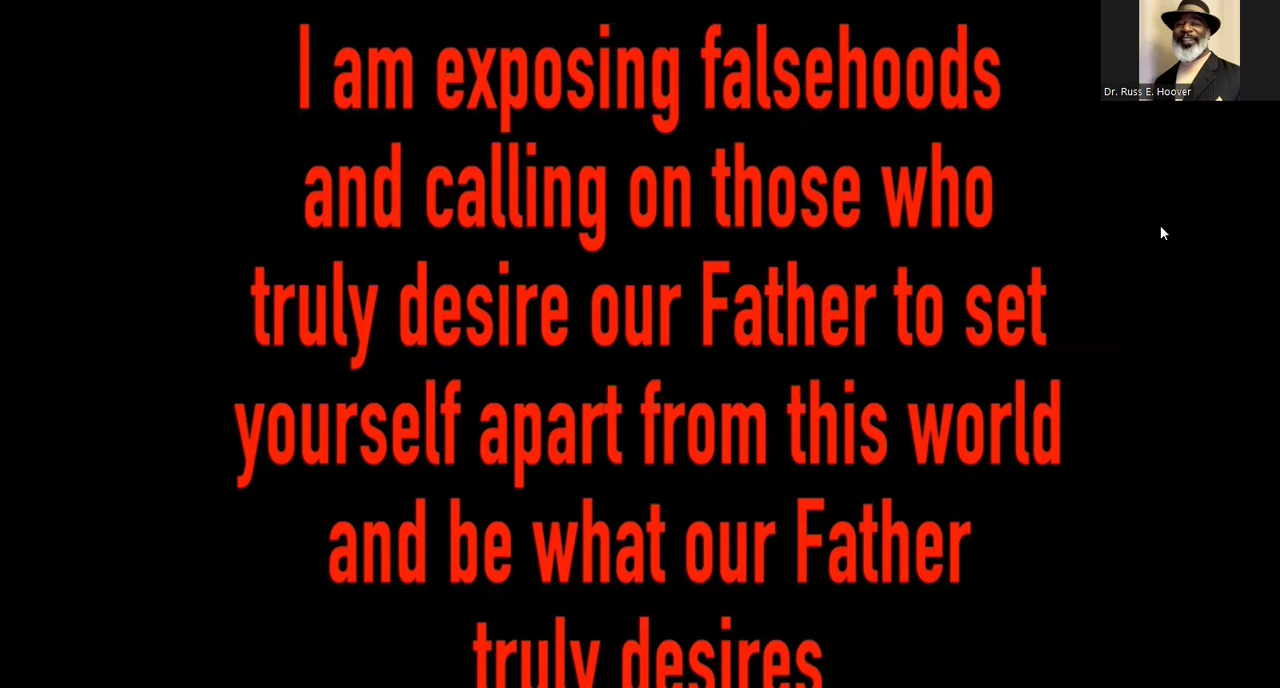 I am exposing falsehoods
and calling on those who
truly desire our Father to set
yourself apart from this world
and be what our Father
truly desires
Dr. Russ E. Hoover